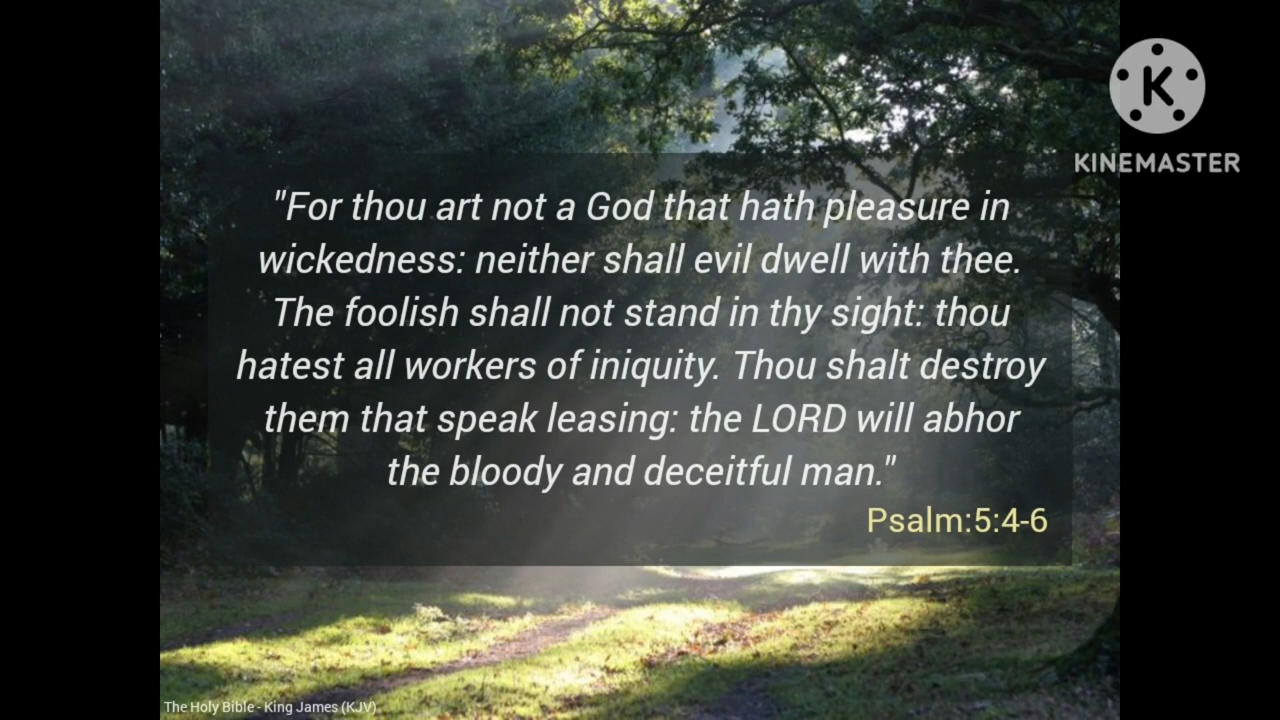 KINEMASTER
"For thou art not a God that hath pleasure in
wickedness: neither shall evil dwell with thee.
The foolish shall not stand in thy sight: thou
hatest all workers of iniquity. Thou shalt destroy
them that speak leasing: the LORD will abhor
the bloody and deceitful man."
Psalm:5:4-6
The Holy Bible - King James (KJV)